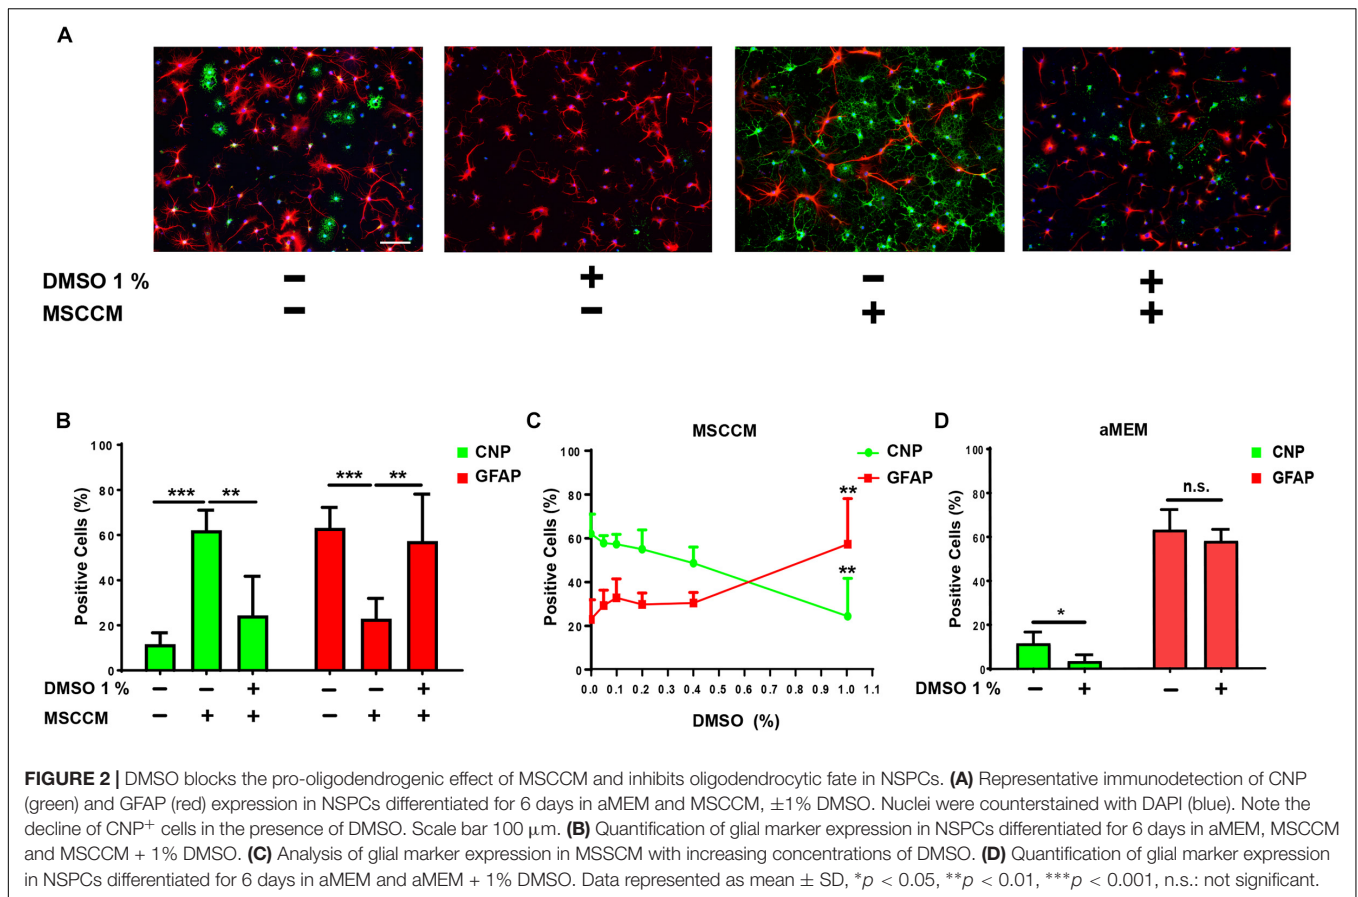 A
DMSO 1 % − + − +
MSCCM − − + +
B
CNP
GFAP
Positive Cells (%)
100
80
60
40
20
0
*** ** *** **
DMSO 1 % − − + − − +
MSCCM − + + − + +
C
MSCCM
CNP
GFAP
Positive Cells (%)
100
80
60
40
20
0
**
**
0.0 0.1 0.2 0.3 0.4 0.5 0.6 0.7 0.8 0.9 1.0 1.1
DMSO (%)
D
aMEM
CNP
GFAP
Positive Cells (%)
100
80
60
40
20
0
n.s.
*
DMSO 1 % − + − +
FIGURE 2 | DMSO blocks the pro-oligodendrogenic effect of MSCCM and inhibits oligodendrocytic fate in NSPCs. (A) Representative immunodetection of CNP
(green) and GFAP (red) expression in NSPCs differentiated for 6 days in aMEM and MSCCM, ±1% DMSO. Nuclei were counterstained with DAPI (blue). Note the
decline of CNP⁺ cells in the presence of DMSO. Scale bar 100 μm. (B) Quantification of glial marker expression in NSPCs differentiated for 6 days in aMEM, MSCCM
and MSCCM + 1% DMSO. (C) Analysis of glial marker expression in MSSCM with increasing concentrations of DMSO. (D) Quantification of glial marker expression
in NSPCs differentiated for 6 days in aMEM and aMEM + 1% DMSO. Data represented as mean ± SD, *p < 0.05, **p < 0.01, ***p < 0.001, n.s.: not significant.